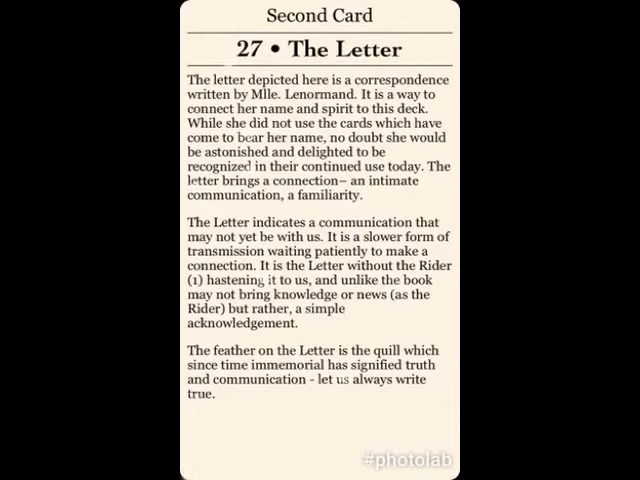 Second Card
27 • The Letter
The letter depicted here is a correspondence
written by Mlle. Lenormand. It is a way to
connect her name and spirit to this deck.
While she did not use the cards which have
come to bear her name, no doubt she would
be astonished and delighted to be
recognized in their continued use today. The
letter brings a connection– an intimate
communication, a familiarity.
The Letter indicates a communication that
may not yet be with us. It is a slower form of
transmission waiting patiently to make a
connection. It is the Letter without the Rider
(1) hastening it to us, and unlike the book
may not bring knowledge or news (as the
Rider) but rather, a simple
acknowledgement.
The feather on the Letter is the quill which
since time immemorial has signified truth
and communication - let us always write
true.
#photolab